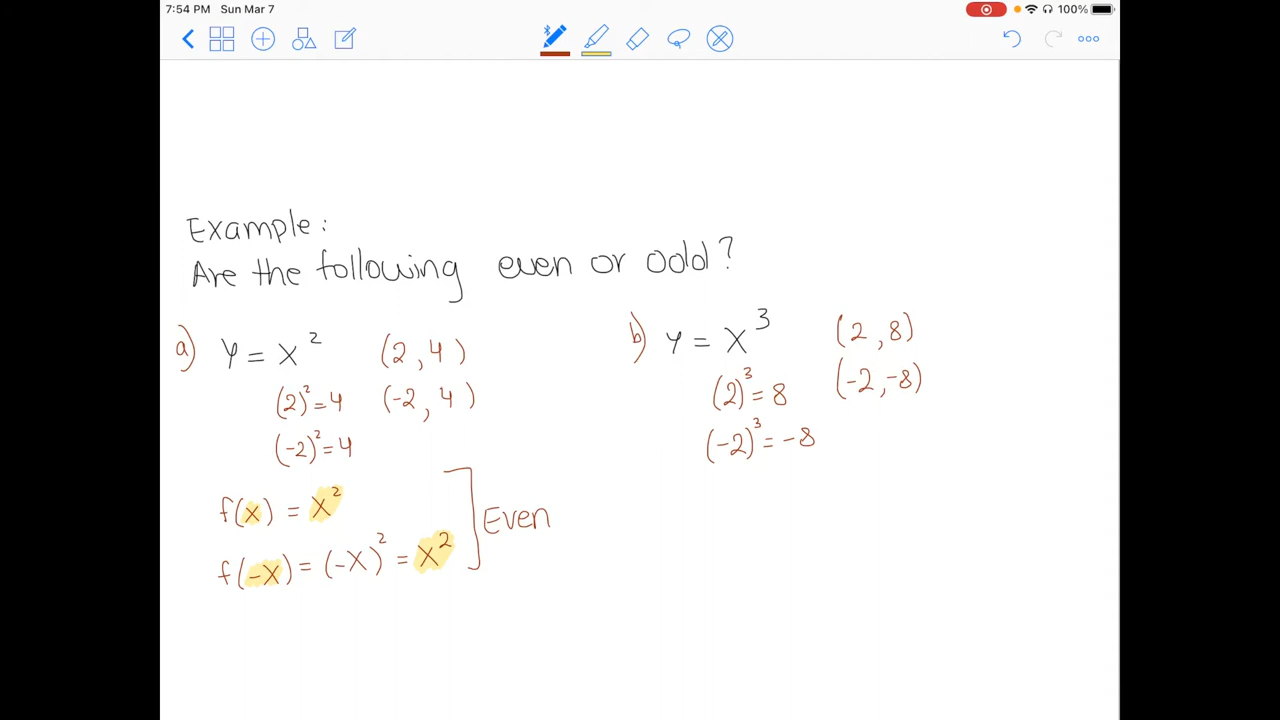 7:54 PM Sun Mar 7
100%
Example:
Are the following even or odd?
a) y = x²
(2, 4)
(2)² = 4
(-2, 4)
(-2)² = 4
f(x) = x²
f(-x) = (-x)² = x²
Even
b) y = x³
(2, 8)
(2)³ = 8
(-2, -8)
(-2)³ = -8